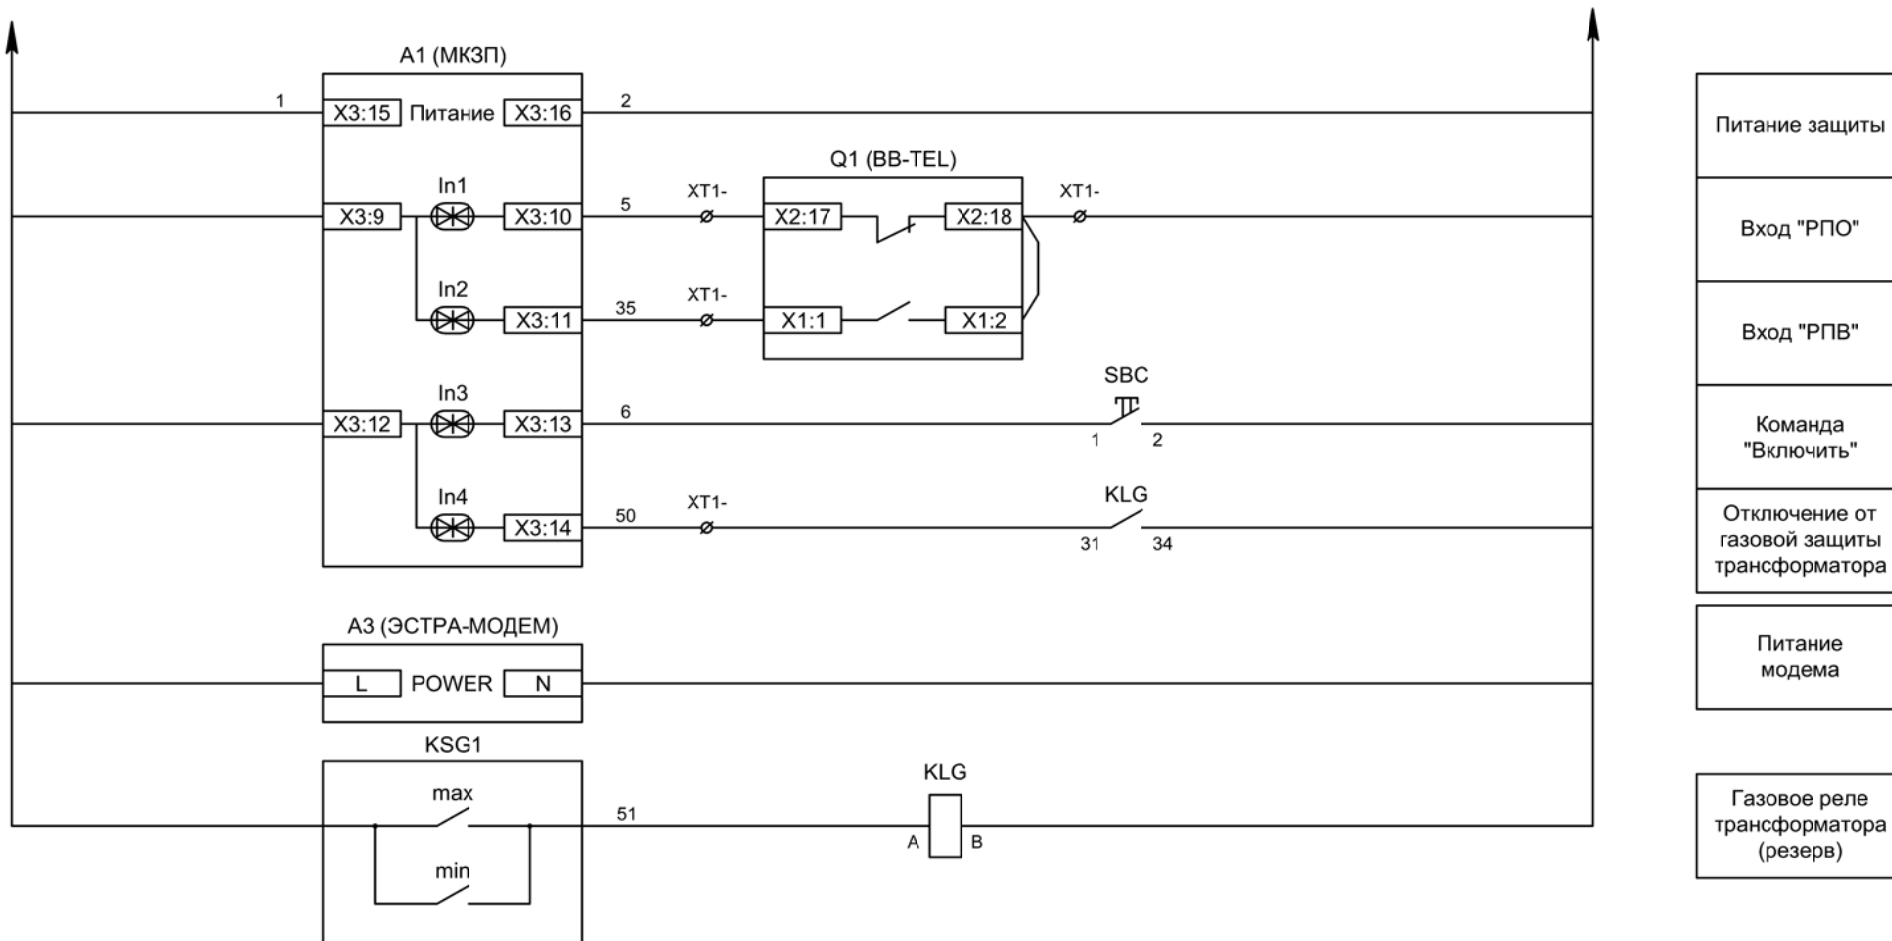 A1 (МКЗП)
1
X3:15
Питание
X3:16
2
Питание защиты
Q1 (BB-TEL)
In1
XT1-
XT1-
X3:9
X3:10
5
X2:17
X2:18
Вход "РПО"
In2
XT1-
X3:11
35
X1:1
X1:2
Вход "РПВ"
In3
SBC
X3:12
X3:13
6
1
2
Команда
"Включить"
In4
XT1-
KLG
X3:14
50
31
34
Отключение от
газовой защиты
трансформатора
A3 (ЭСТРА-МОДЕМ)
L
POWER
N
Питание
модема
KSG1
max
51
KLG
A
B
min
Газовое реле
трансформатора
(резерв)